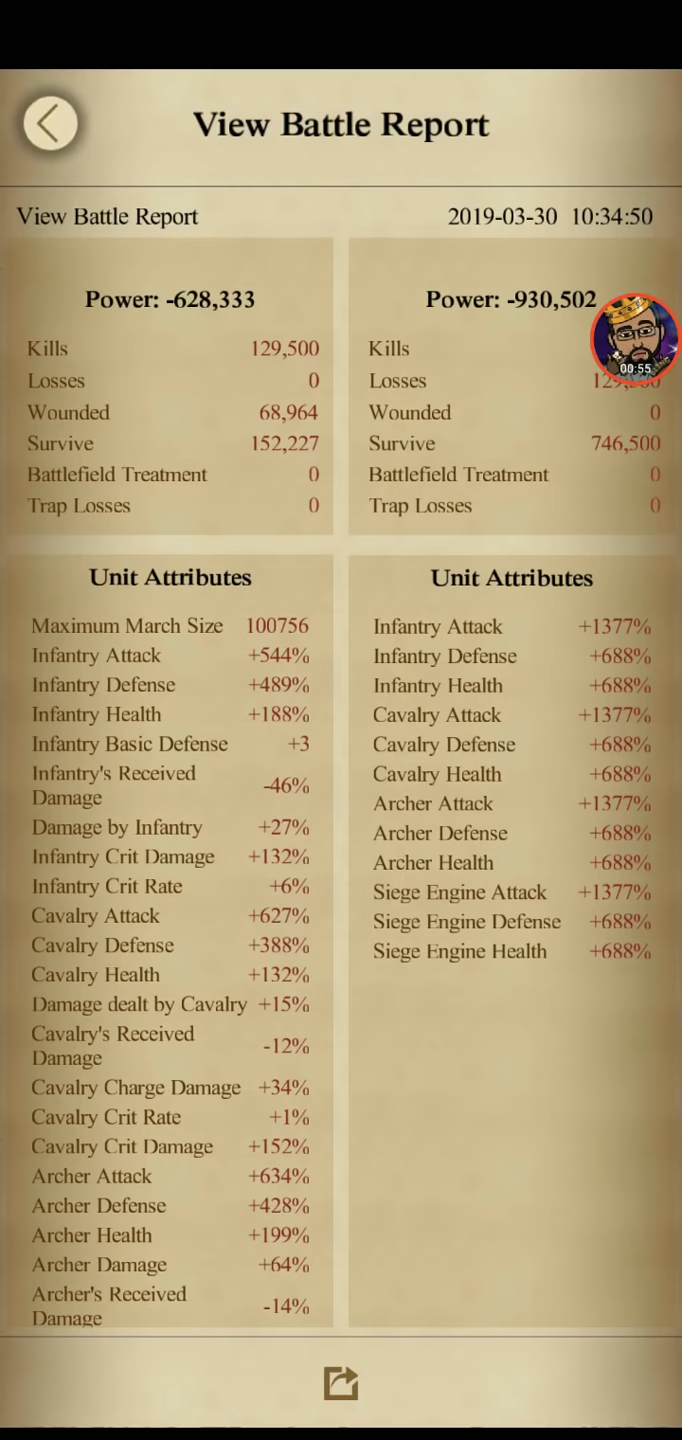 View Battle Report
View Battle Report 2019-03-30 10:34:50
Power: -628,333
Kills 129,500
Losses 0
Wounded 68,964
Survive 152,227
Battlefield Treatment 0
Trap Losses 0
Power: -930,502
Kills
Losses
Wounded 0
Survive 746,500
Battlefield Treatment 0
Trap Losses 0
00:55
Unit Attributes
Maximum March Size 100756
Infantry Attack +544%
Infantry Defense +489%
Infantry Health +188%
Infantry Basic Defense +3
Infantry's Received
Damage -46%
Damage by Infantry +27%
Infantry Crit Damage +132%
Infantry Crit Rate +6%
Cavalry Attack +627%
Cavalry Defense +388%
Cavalry Health +132%
Damage dealt by Cavalry +15%
Cavalry's Received
Damage -12%
Cavalry Charge Damage +34%
Cavalry Crit Rate +1%
Cavalry Crit Damage +152%
Archer Attack +634%
Archer Defense +428%
Archer Health +199%
Archer Damage +64%
Archer's Received
Damage -14%
Unit Attributes
Infantry Attack +1377%
Infantry Defense +688%
Infantry Health +688%
Cavalry Attack +1377%
Cavalry Defense +688%
Cavalry Health +688%
Archer Attack +1377%
Archer Defense +688%
Archer Health +688%
Siege Engine Attack +1377%
Siege Engine Defense +688%
Siege Engine Health +688%